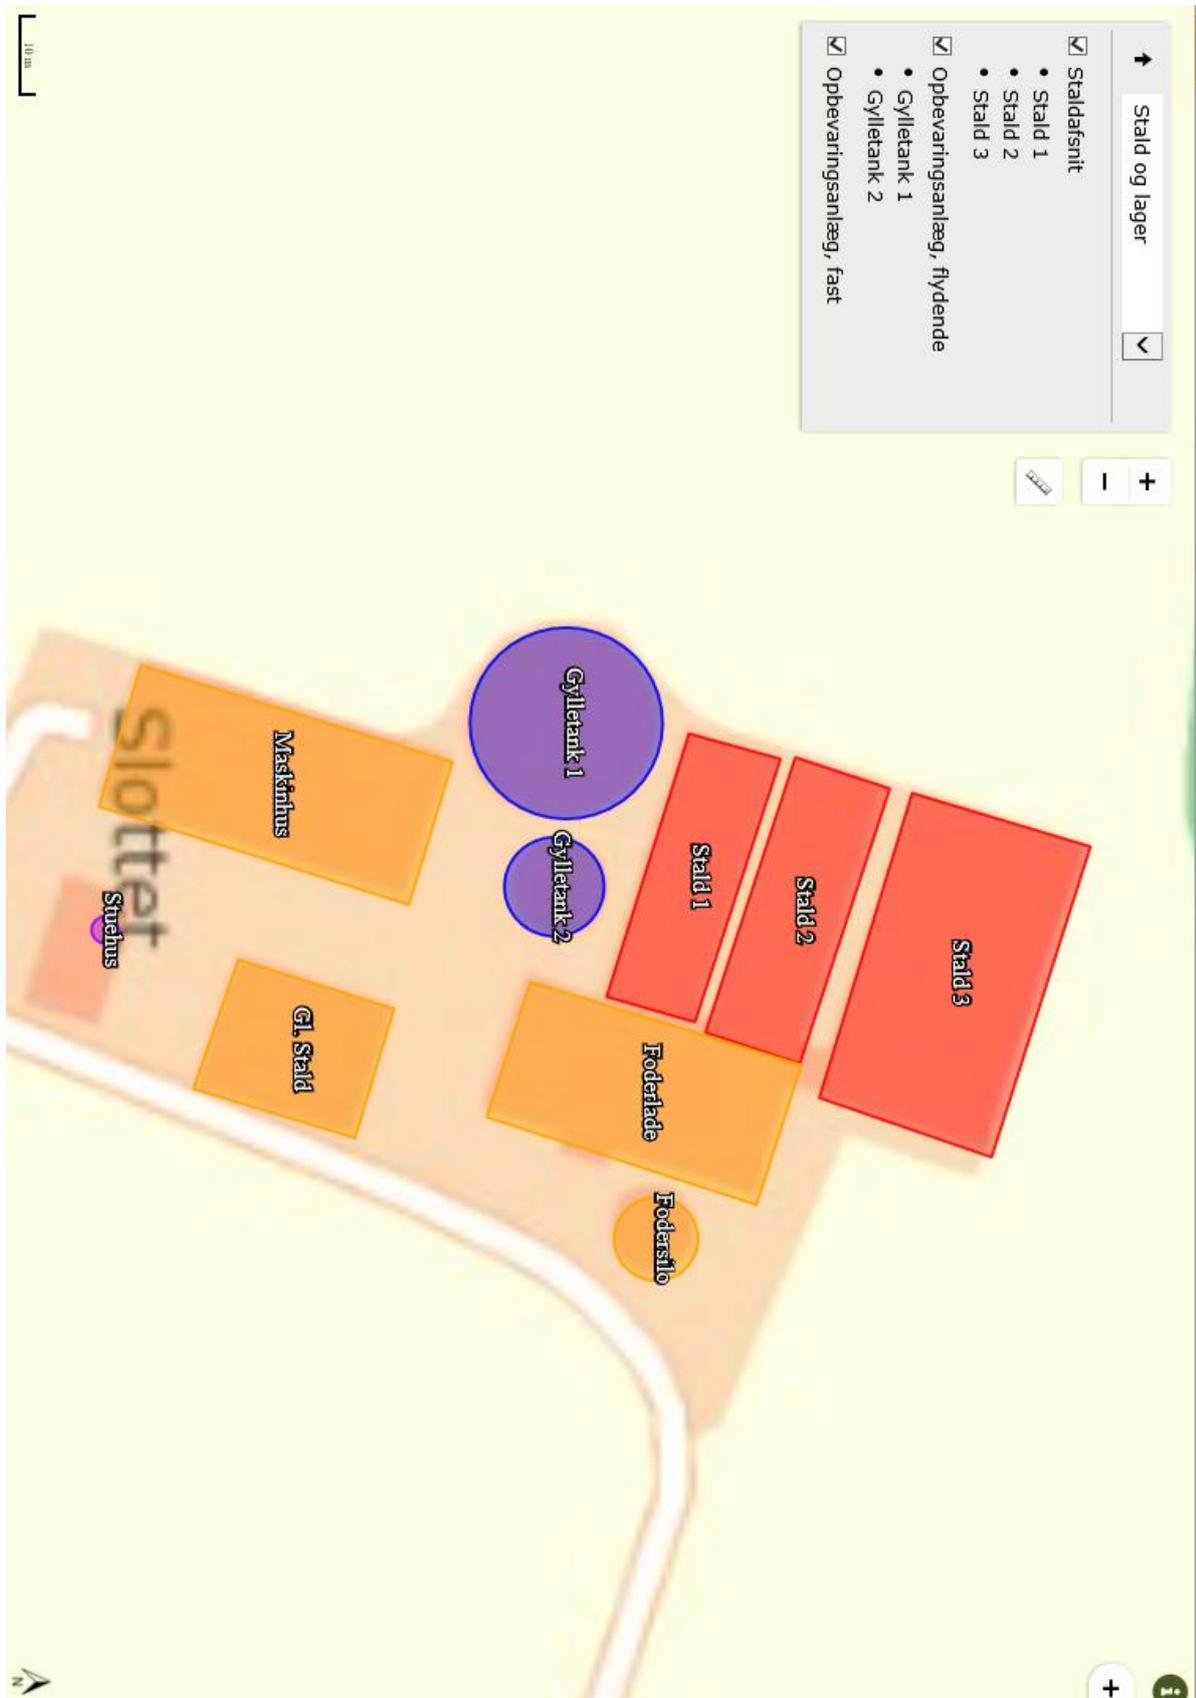 Stald og lager
Staldafsnit
Stald 1
Stald 2
Stald 3
Opbevaringsanlæg, flydende
Gylletank 1
Gylletank 2
Opbevaringsanlæg, fast
+
−
Stald 3
Stald 2
Stald 1
Gylletank 1
Gylletank 2
Foderlade
Fodersilo
Maskinhus
Gl. Stald
Slottet
Stuehus
10 m
i
+
N